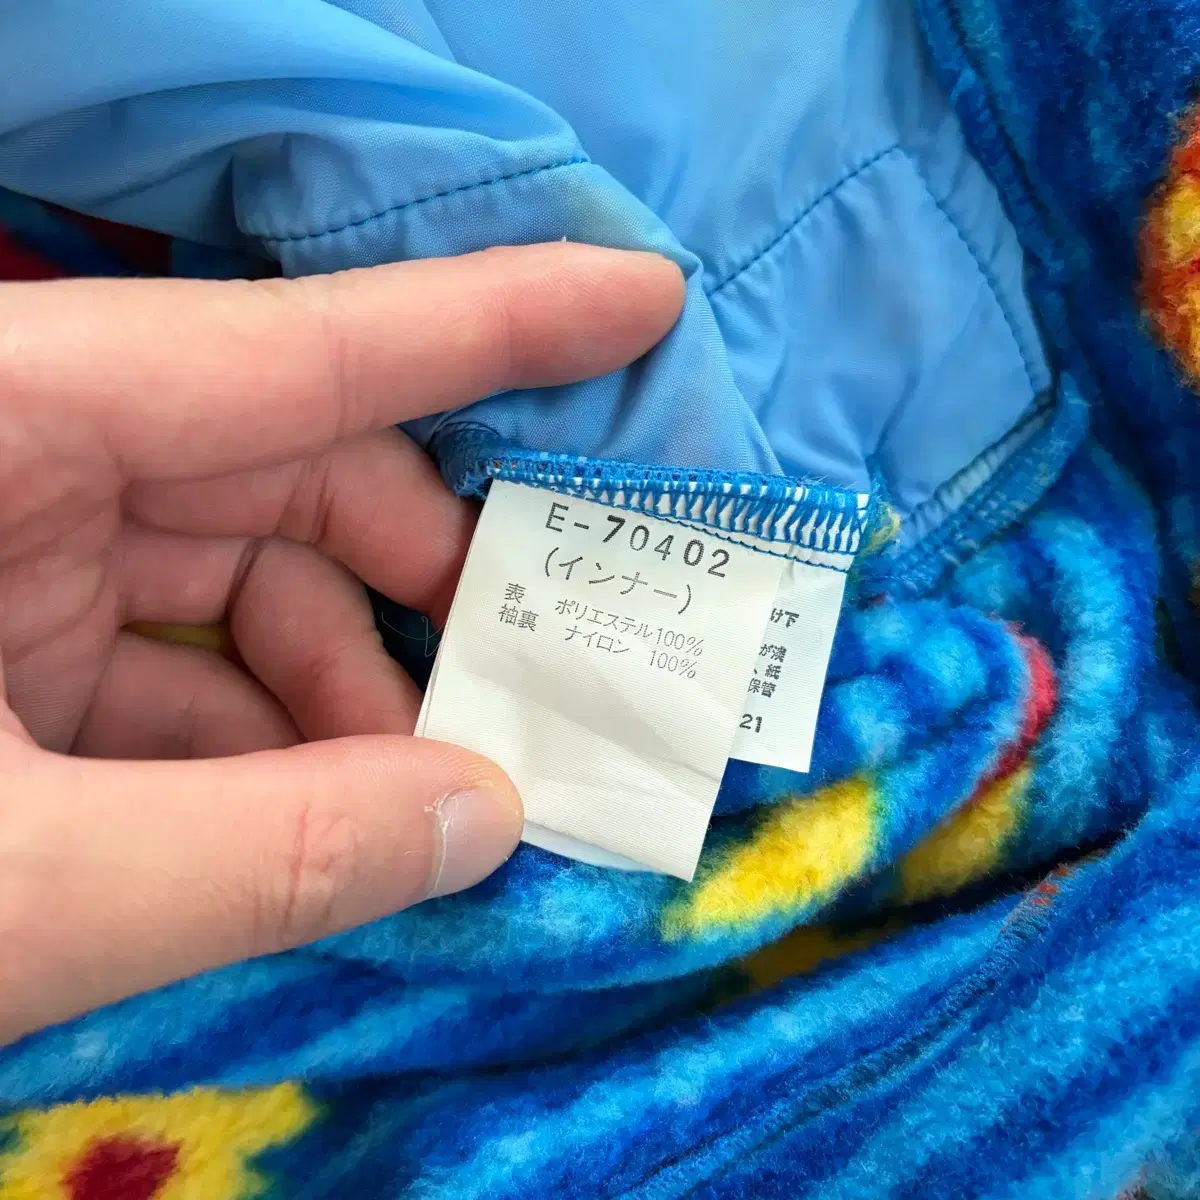 E-70402
(インナー)
表 ポリエステル100%
袖裏 ナイロン 100%
け下
が濃
、紙
保管
21